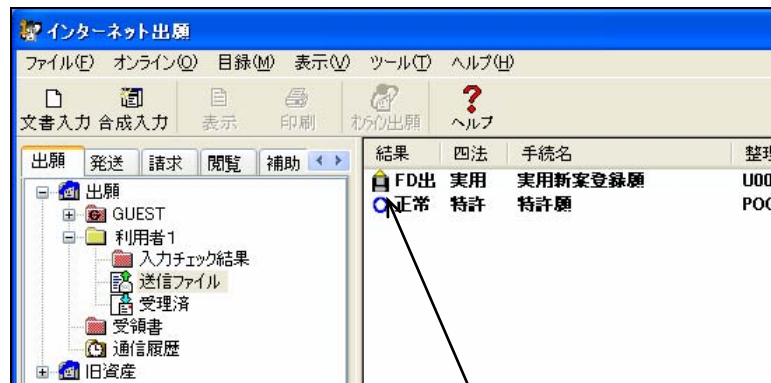 インターネット出願
ファイル(F) オンライン(O) 目録(M) 表示(V) ツール(T) ヘルプ(H)
文書入力 合成入力 表示 印刷 オンライン出願 ヘルプ
出願 発送 請求 閲覧 補助
結果 四法 手続名 整理
FD出 実用 実用新案登録願 U00
正常 特許 特許願 POC
出願
GUEST
利用者1
入力チェック結果
送信ファイル
受理済
受領書
通信履歴
旧資産